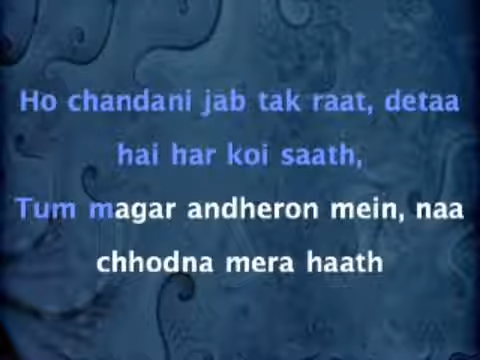 Ho chandani jab tak raat, detaa
hai har koi saath,
Tum magar andheron mein, naa
chhodna mera haath